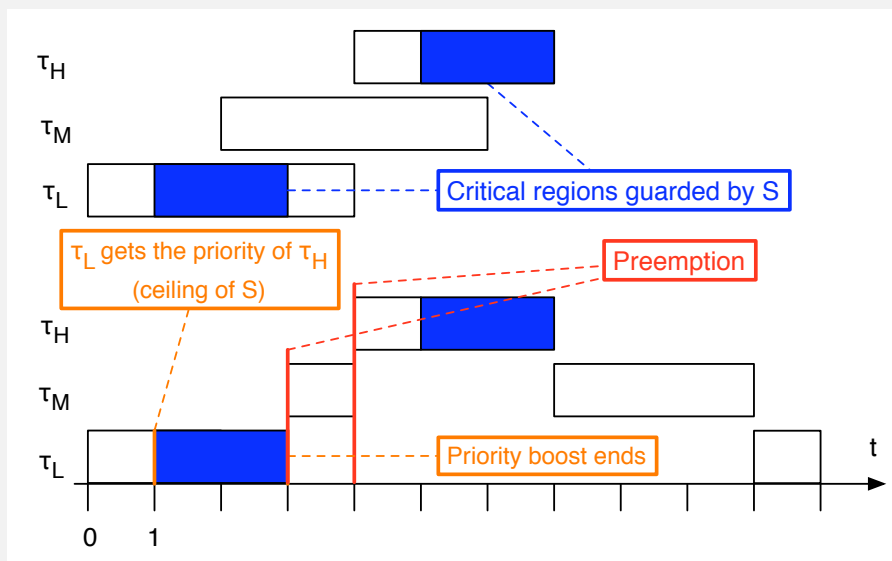 τH
τM
τL
Critical regions guarded by S
τL gets the priority of τH
(ceiling of S)
Preemption
τH
τM
τL
Priority boost ends
t
0 1